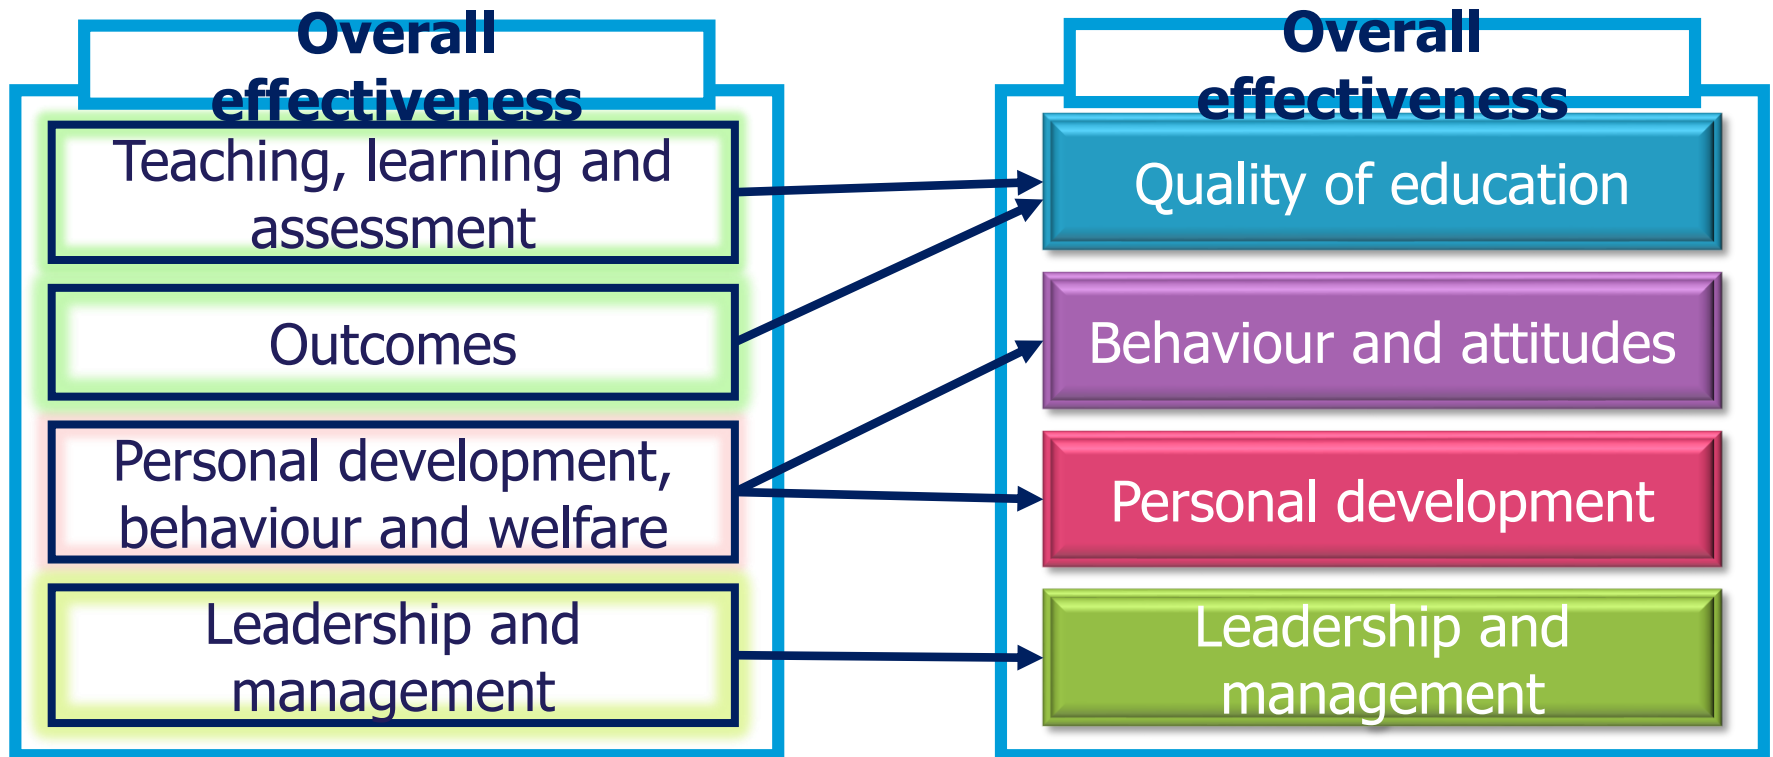 Overall
effectiveness
Teaching, learning and
assessment
Outcomes
Personal development,
behaviour and welfare
Leadership and
management
Overall
effectiveness
Quality of education
Behaviour and attitudes
Personal development
Leadership and
management